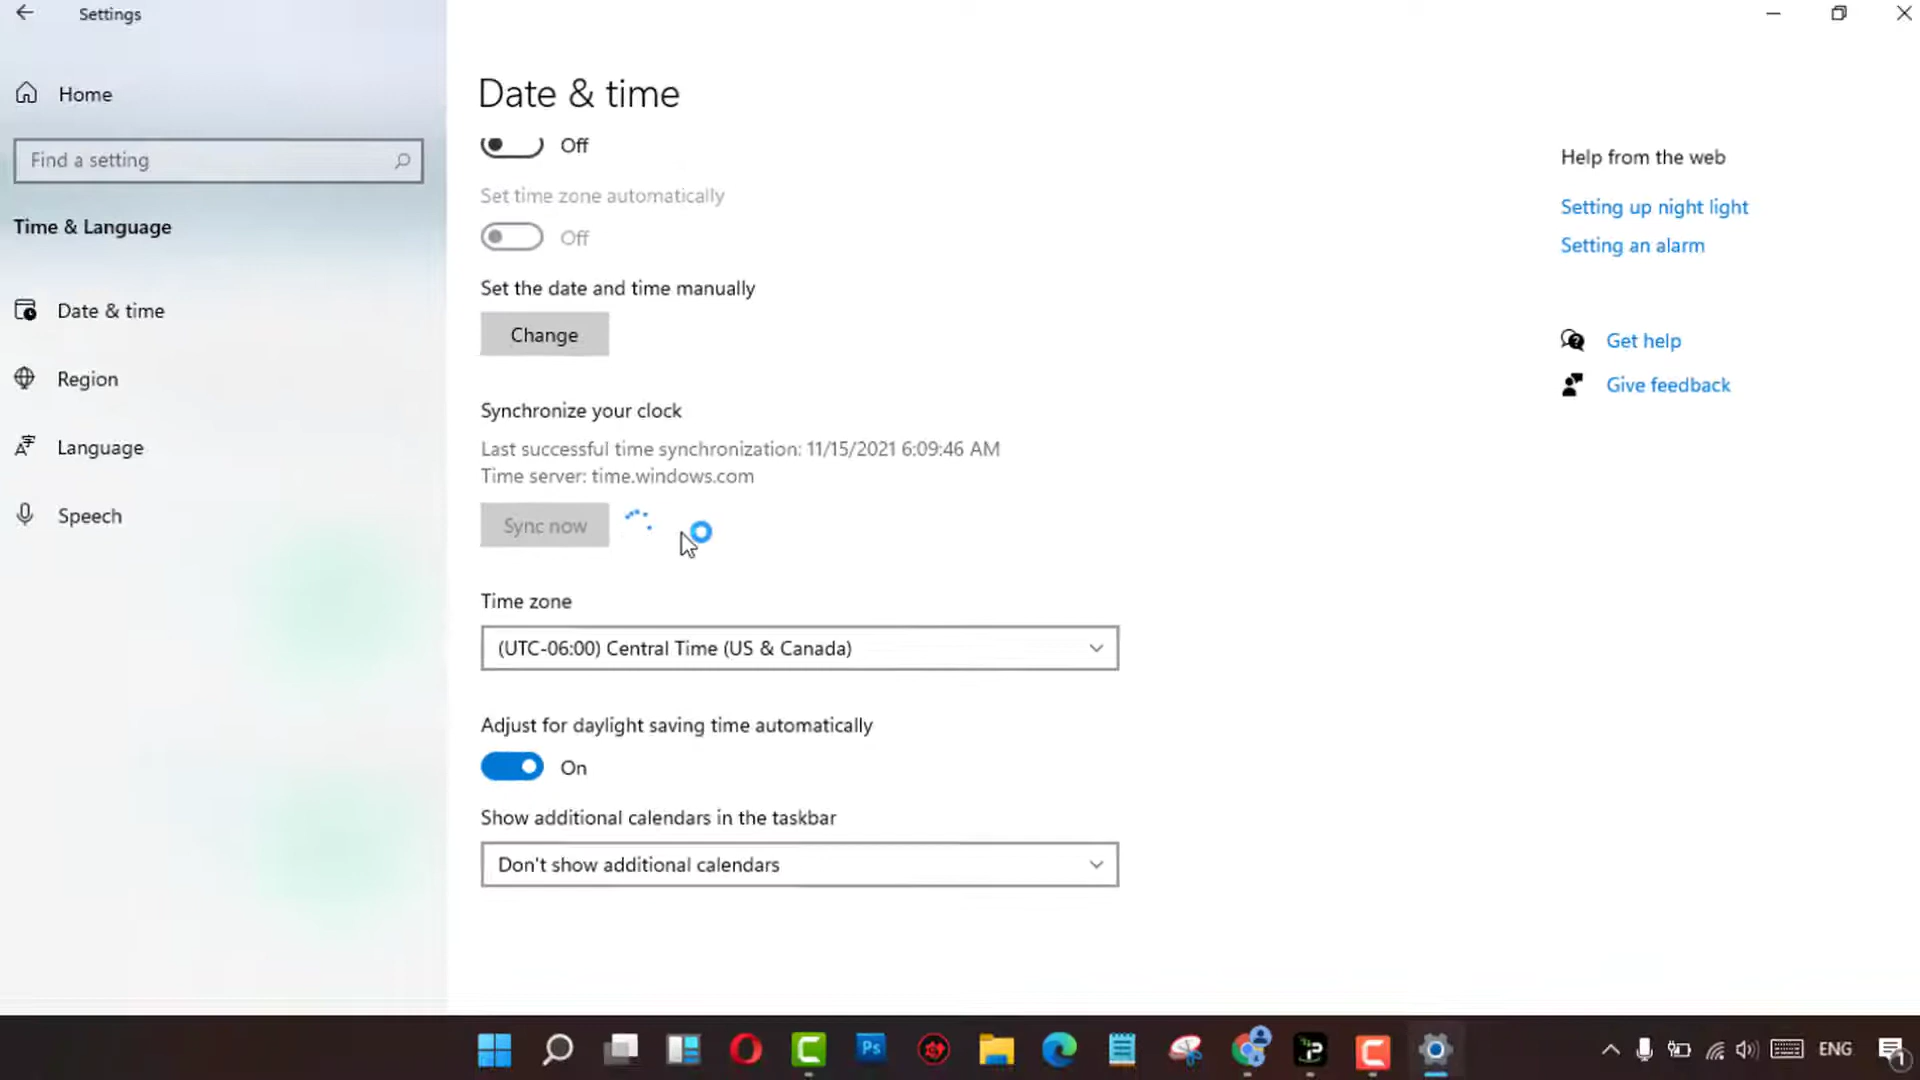 Settings
Home
Find a setting
Time & Language
Date & time
Region
Language
Speech
Date & time
Off
Set time zone automatically
Off
Set the date and time manually
Change
Synchronize your clock
Last successful time synchronization: 11/15/2021 6:09:46 AM
Time server: time.windows.com
Sync now
Time zone
(UTC-06:00) Central Time (US & Canada)
Adjust for daylight saving time automatically
On
Show additional calendars in the taskbar
Don't show additional calendars
Help from the web
Setting up night light
Setting an alarm
Get help
Give feedback
Ps
ENG
1